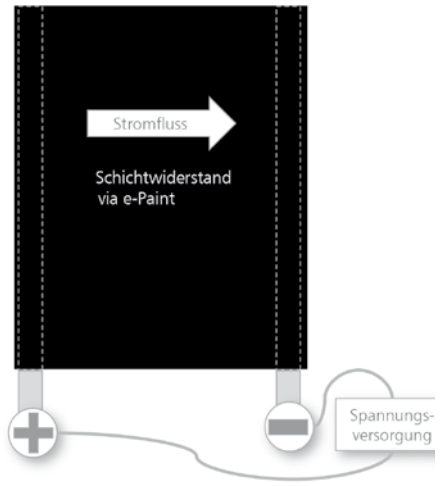 Stromfluss
Schichtwiderstand
via e-Paint
Spannungs-
versorgung